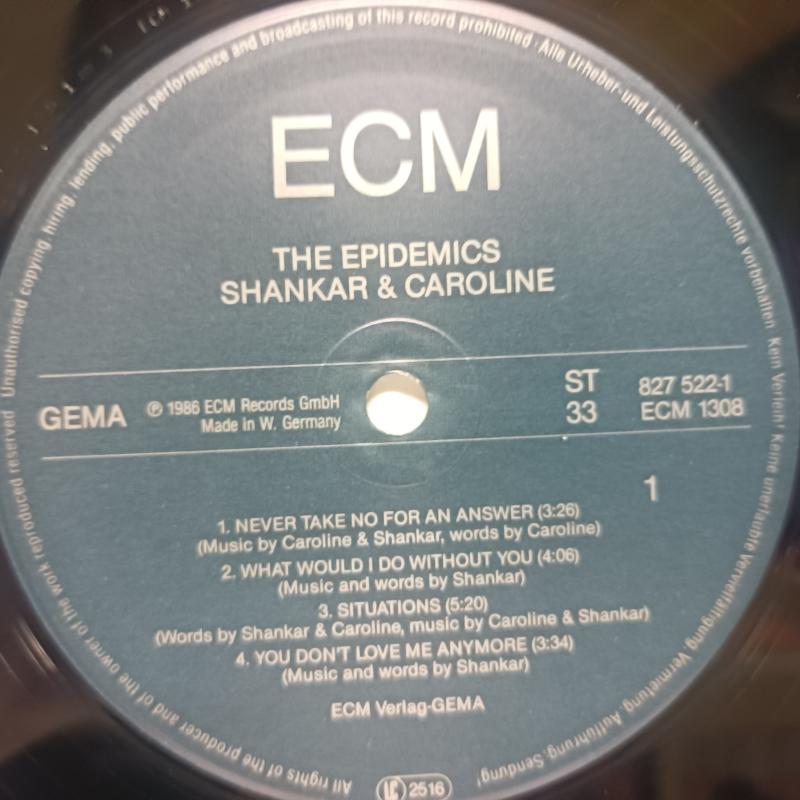 ECM
THE EPIDEMICS
SHANKAR & CAROLINE
GEMA
℗ 1986 ECM Records GmbH
Made in W. Germany
ST
33
827 522-1
ECM 1308
1
1. NEVER TAKE NO FOR AN ANSWER (3:26)
(Music by Caroline & Shankar, words by Caroline)
2. WHAT WOULD I DO WITHOUT YOU (4:06)
(Music and words by Shankar)
3. SITUATIONS (5:20)
(Words by Shankar & Caroline, music by Caroline & Shankar)
4. YOU DON'T LOVE ME ANYMORE (3:34)
(Music and words by Shankar)
ECM Verlag-GEMA
LC 2516
All rights of the producer and of the owner of the work reproduced reserved Unauthorised copying, hiring, lending, public performance and broadcasting of this record prohibited · Alle Urheber- und Leistungsschutzrechte vorbehalten Kein Verleih! Keine unerlaubte Vervielfältigung, Vermietung, Aufführung, Sendung!